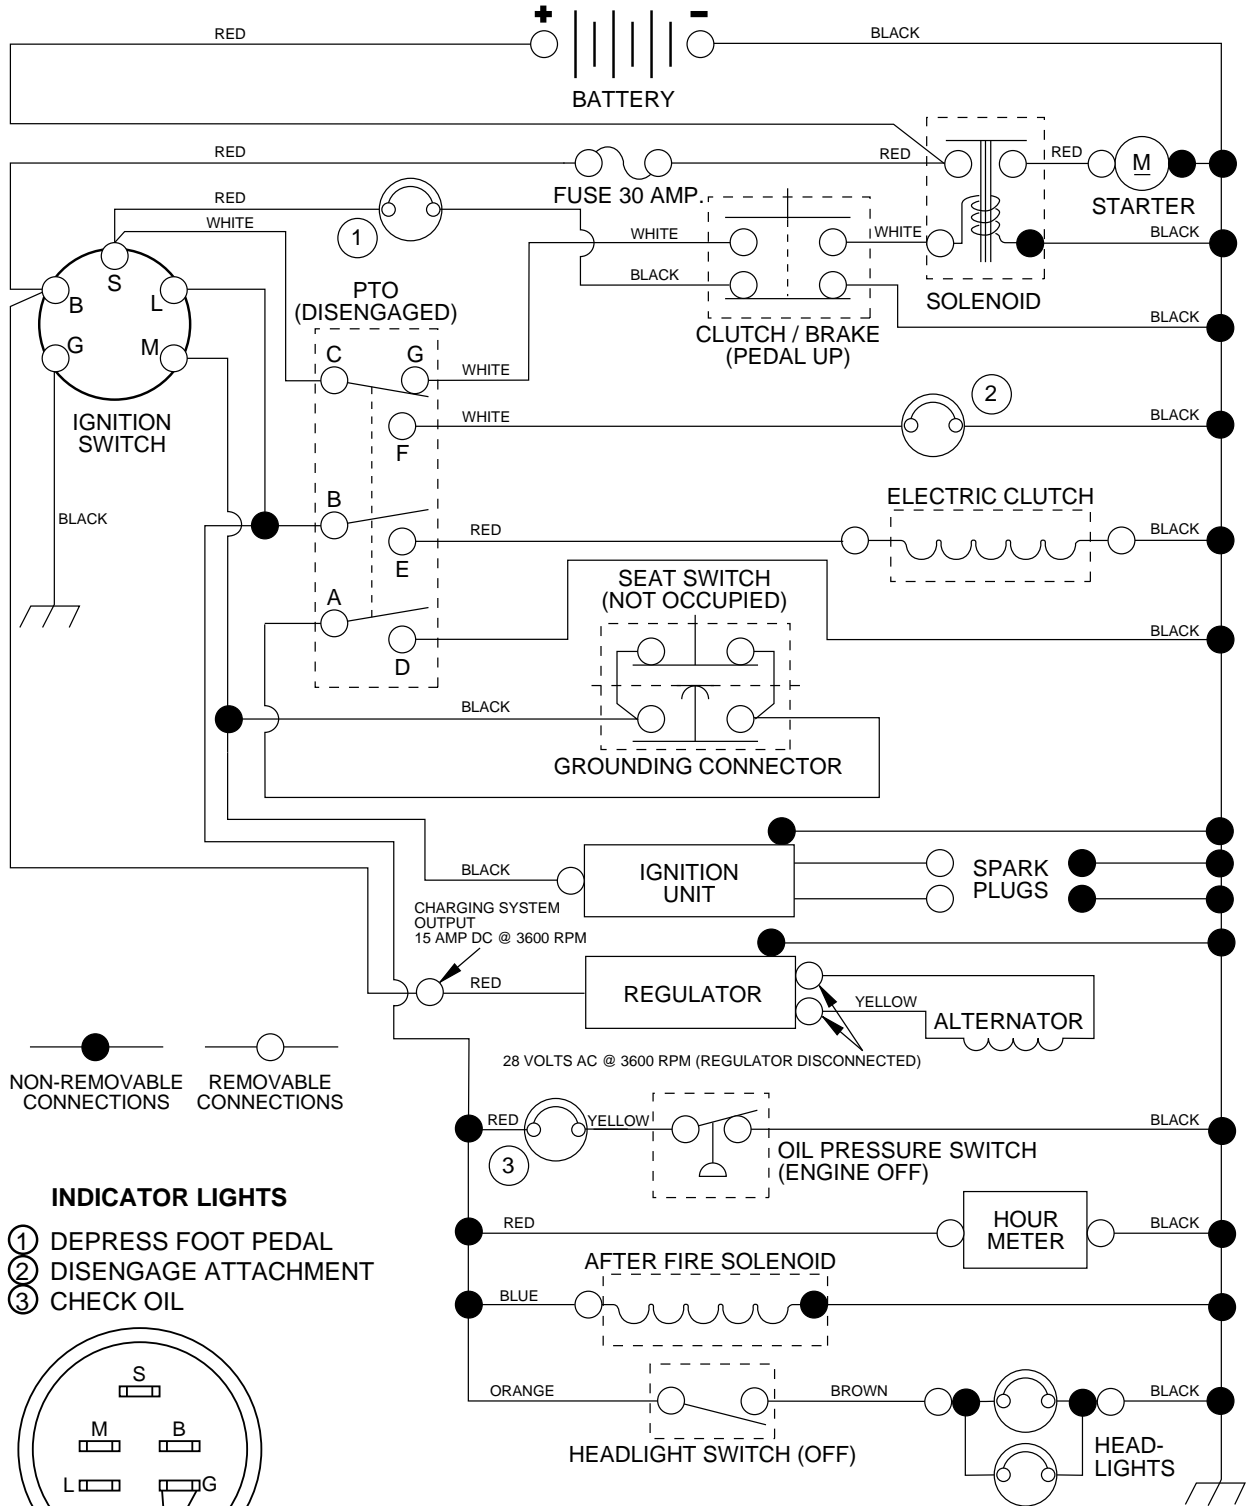 +
-
RED
BLACK
BATTERY
RED
RED
RED
M
RED
FUSE 30 AMP.
STARTER
WHITE
1
WHITE
WHITE
BLACK
BLACK
S
B
L
G
M
PTO
(DISENGAGED)
SOLENOID
CLUTCH / BRAKE
(PEDAL UP)
BLACK
C
G
WHITE
2
IGNITION
SWITCH
WHITE
BLACK
F
B
ELECTRIC CLUTCH
BLACK
RED
BLACK
E
SEAT SWITCH
(NOT OCCUPIED)
A
BLACK
D
BLACK
GROUNDING CONNECTOR
BLACK
IGNITION
UNIT
SPARK
PLUGS
CHARGING SYSTEM
OUTPUT
15 AMP DC @ 3600 RPM
RED
REGULATOR
YELLOW
ALTERNATOR
28 VOLTS AC @ 3600 RPM (REGULATOR DISCONNECTED)
NON-REMOVABLE
CONNECTIONS
REMOVABLE
CONNECTIONS
RED
YELLOW
BLACK
3
OIL PRESSURE SWITCH
(ENGINE OFF)
INDICATOR LIGHTS
1 DEPRESS FOOT PEDAL
2 DISENGAGE ATTACHMENT
3 CHECK OIL
RED
HOUR
METER
BLACK
AFTER FIRE SOLENOID
BLUE
ORANGE
BROWN
BLACK
HEADLIGHT SWITCH (OFF)
HEAD-
LIGHTS
S
M
B
L
G